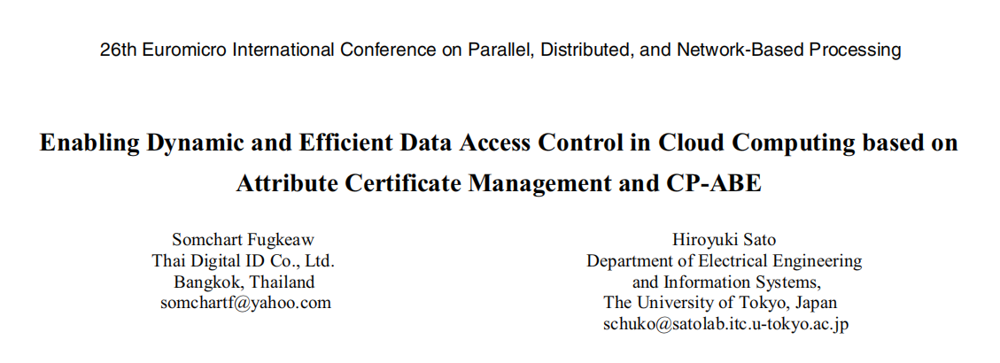 26th Euromicro International Conference on Parallel, Distributed, and Network-Based Processing
Enabling Dynamic and Efficient Data Access Control in Cloud Computing based on
Attribute Certificate Management and CP-ABE
Somchart Fugkeaw
Thai Digital ID Co., Ltd.
Bangkok, Thailand
somchartf@yahoo.com
Hiroyuki Sato
Department of Electrical Engineering
and Information Systems,
The University of Tokyo, Japan
schuko@satolab.itc.u-tokyo.ac.jp